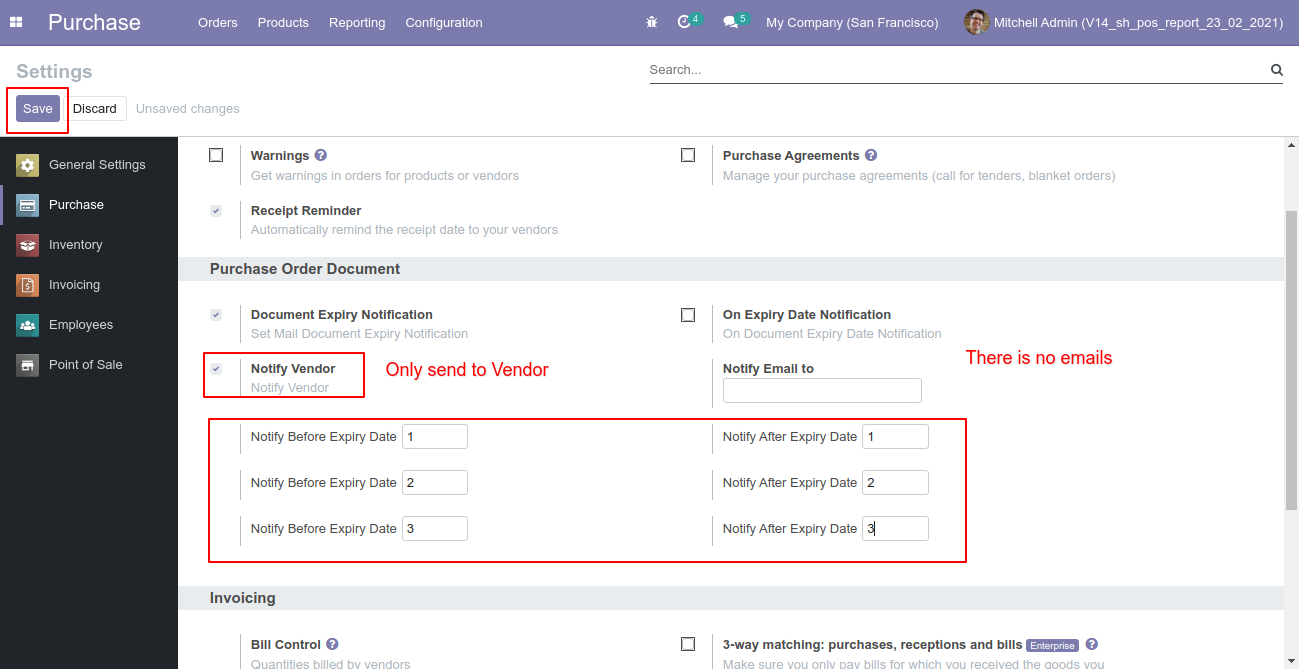 Purchase Orders Products Reporting Configuration 4 5 My Company (San Francisco) Mitchell Admin (V14_sh_pos_report_23_02_2021)
Settings Search...
Save Discard Unsaved changes
General Settings
Purchase
Inventory
Invoicing
Employees
Point of Sale
Warnings ? Purchase Agreements ?
Get warnings in orders for products or vendors Manage your purchase agreements (call for tenders, blanket orders)
Receipt Reminder
Automatically remind the receipt date to your vendors
Purchase Order Document
Document Expiry Notification On Expiry Date Notification
Set Mail Document Expiry Notification On Document Expiry Date Notification
There is no emails
Notify Vendor Only send to Vendor Notify Email to
Notify Vendor
Notify Before Expiry Date 1 Notify After Expiry Date 1
Notify Before Expiry Date 2 Notify After Expiry Date 2
Notify Before Expiry Date 3 Notify After Expiry Date 3
Invoicing
Bill Control ? 3-way matching: purchases, receptions and bills Enterprise ?
Quantities billed by vendors Make sure you only pay bills for which you received the goods you